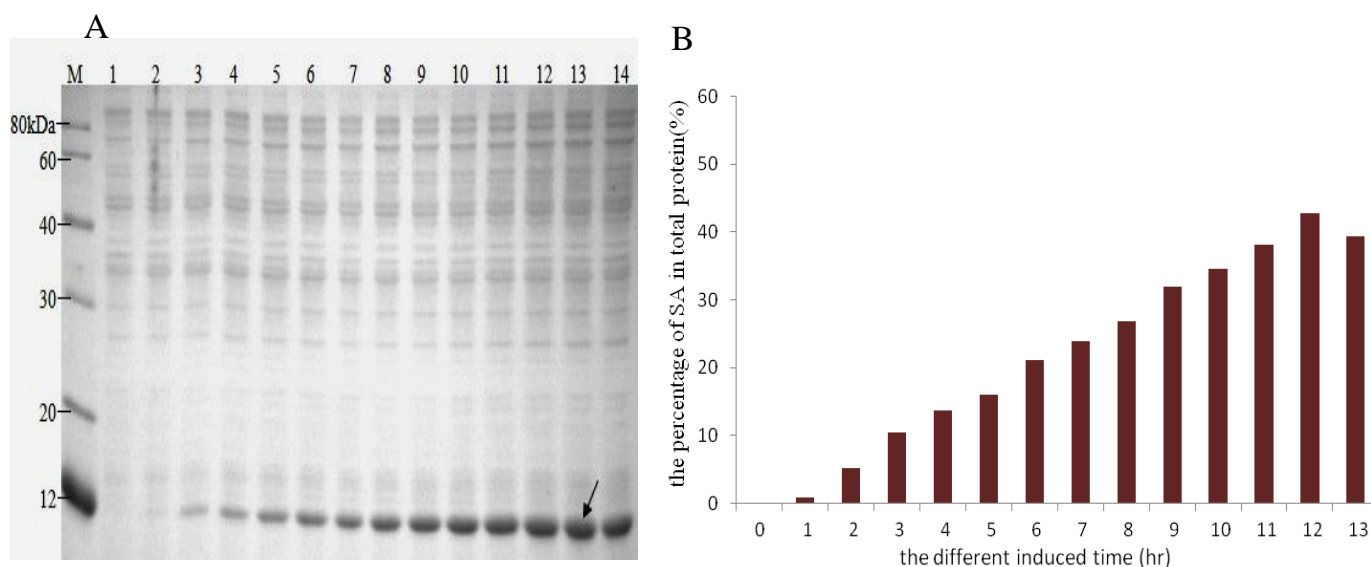 A
M 1 2 3 4 5 6 7 8 9 10 11 12 13 14
80kDa
60
40
30
20
12
B
the percentage of SA in total protein(%)
60
50
40
30
20
10
0
0 1 2 3 4 5 6 7 8 9 10 11 12 13
the different induced time (hr)